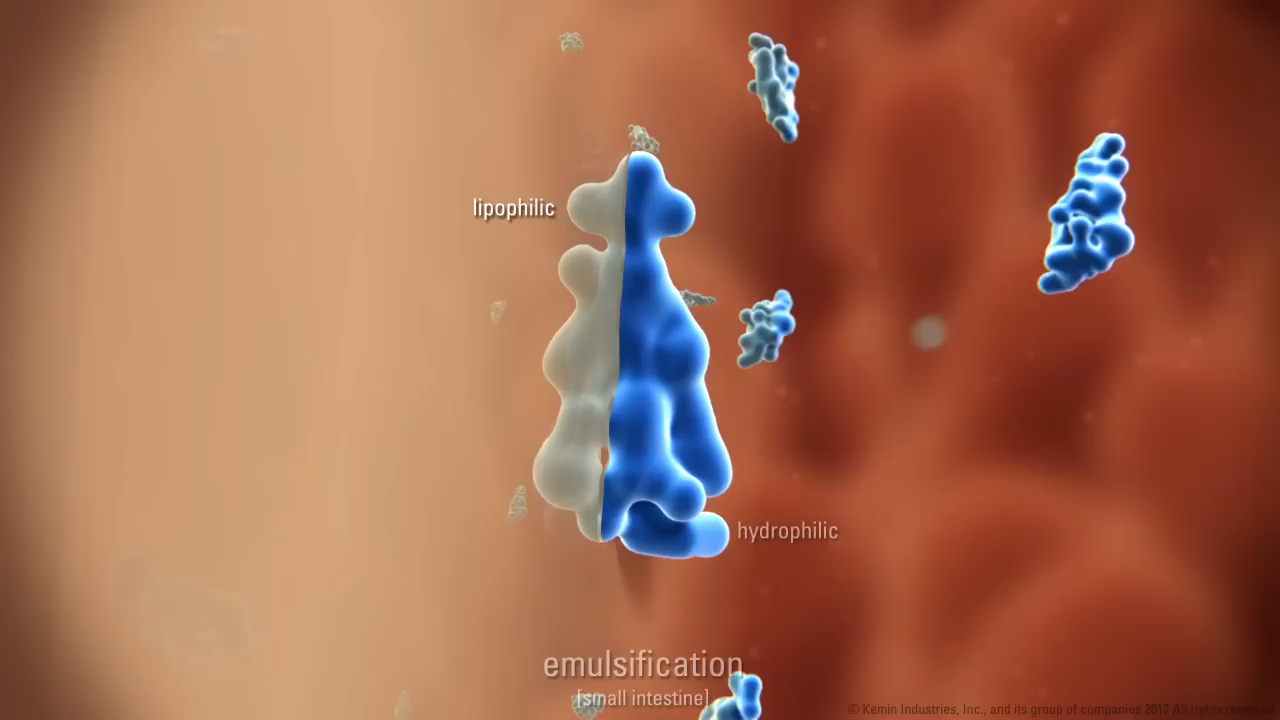 lipophilic
hydrophilic
emulsification
[small intestine]
© Kemin Industries, Inc., and its group of companies 2012 All rights reserved.